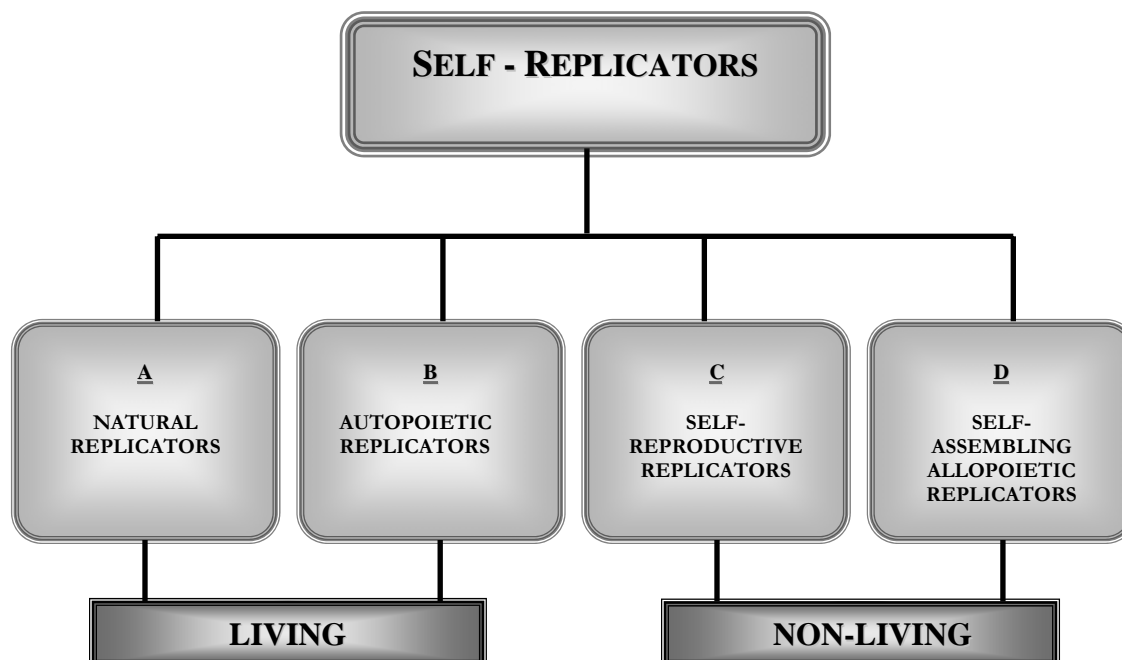 SELF - REPLICATORS
A
NATURAL
REPLICATORS
B
AUTOPOIETIC
REPLICATORS
C
SELF-
REPRODUCTIVE
REPLICATORS
D
SELF-
ASSEMBLING
ALLOPOIETIC
REPLICATORS
LIVING
NON-LIVING